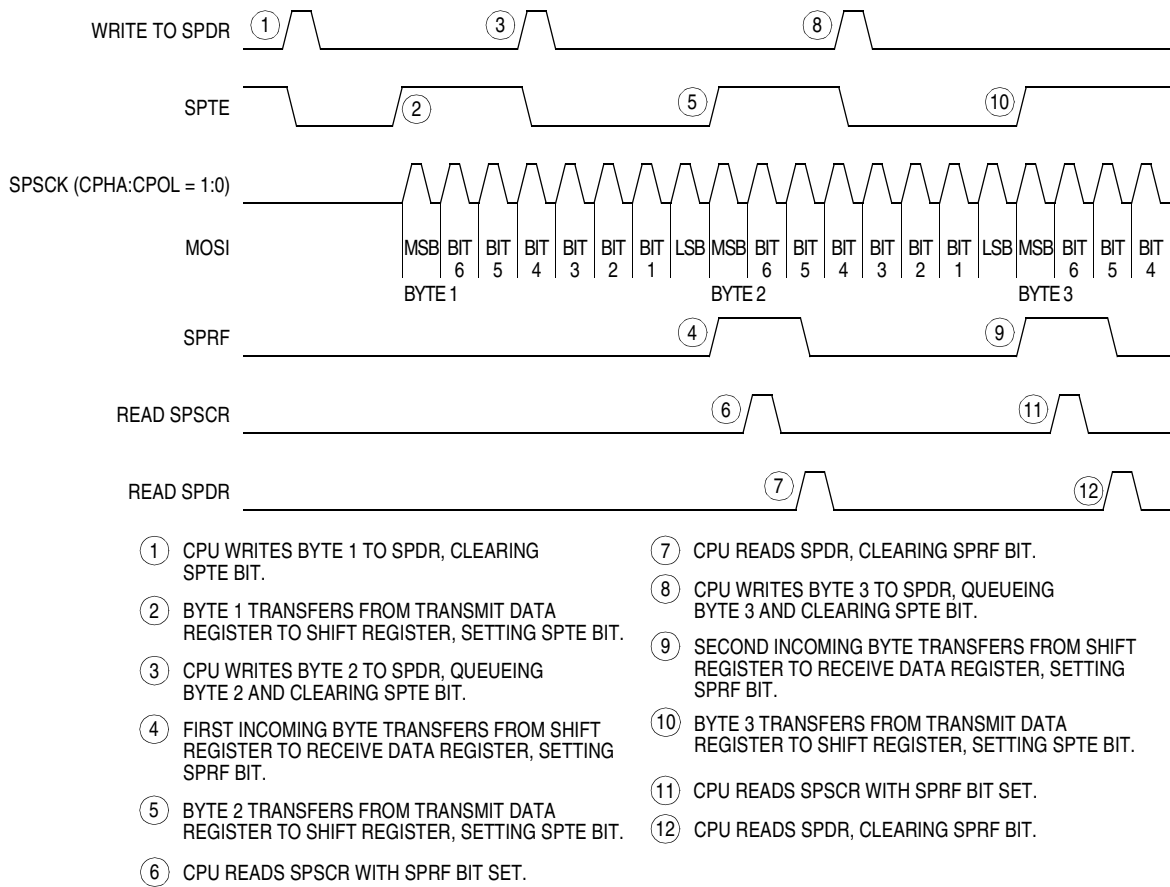 WRITE TO SPDR 1 3 8
SPTE 2 5 10
SPSCK (CPHA:CPOL = 1:0)
MOSI MSB BIT 6 BIT 5 BIT 4 BIT 3 BIT 2 BIT 1 LSB MSB BIT 6 BIT 5 BIT 4 BIT 3 BIT 2 BIT 1 LSB MSB BIT 6 BIT 5 BIT 4
BYTE 1 BYTE 2 BYTE 3
SPRF 4 9
READ SPSCR 6 11
READ SPDR 7 12
1 CPU WRITES BYTE 1 TO SPDR, CLEARING
SPTE BIT.
2 BYTE 1 TRANSFERS FROM TRANSMIT DATA
REGISTER TO SHIFT REGISTER, SETTING SPTE BIT.
3 CPU WRITES BYTE 2 TO SPDR, QUEUEING
BYTE 2 AND CLEARING SPTE BIT.
4 FIRST INCOMING BYTE TRANSFERS FROM SHIFT
REGISTER TO RECEIVE DATA REGISTER, SETTING
SPRF BIT.
5 BYTE 2 TRANSFERS FROM TRANSMIT DATA
REGISTER TO SHIFT REGISTER, SETTING SPTE BIT.
6 CPU READS SPSCR WITH SPRF BIT SET.
7 CPU READS SPDR, CLEARING SPRF BIT.
8 CPU WRITES BYTE 3 TO SPDR, QUEUEING
BYTE 3 AND CLEARING SPTE BIT.
9 SECOND INCOMING BYTE TRANSFERS FROM SHIFT
REGISTER TO RECEIVE DATA REGISTER, SETTING
SPRF BIT.
10 BYTE 3 TRANSFERS FROM TRANSMIT DATA
REGISTER TO SHIFT REGISTER, SETTING SPTE BIT.
11 CPU READS SPSCR WITH SPRF BIT SET.
12 CPU READS SPDR, CLEARING SPRF BIT.